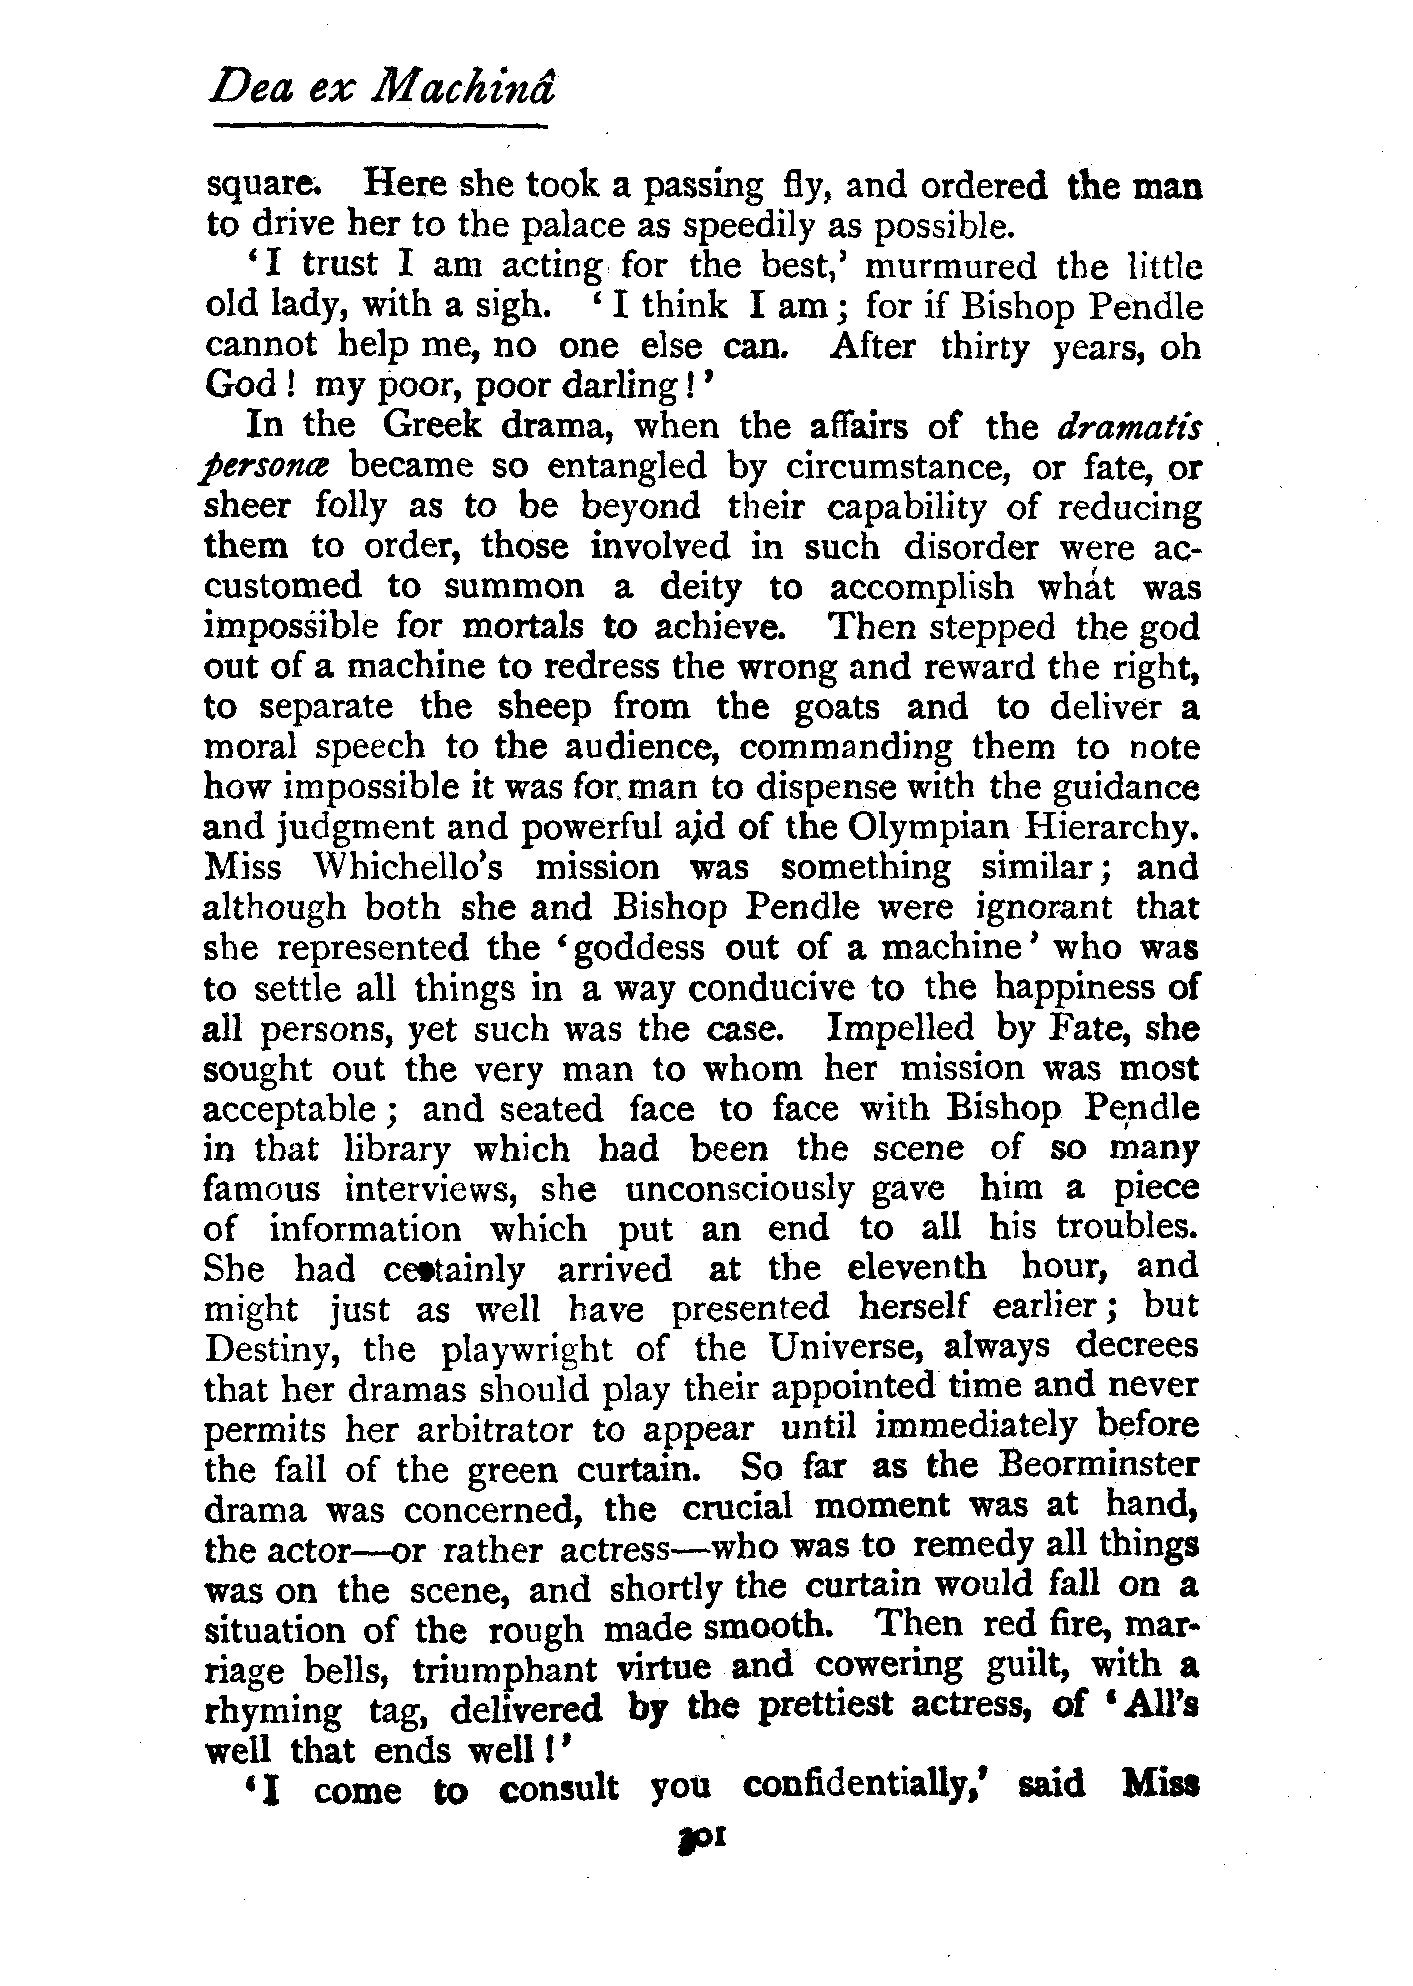 Dea ex Machinâ
square. Here she took a passing fly, and ordered the man
to drive her to the palace as speedily as possible.
‘I trust I am acting for the best,’ murmured the little
old lady, with a sigh. ‘I think I am; for if Bishop Pendle
cannot help me, no one else can. After thirty years, oh
God! my poor, poor darling!’
In the Greek drama, when the affairs of the dramatis
personæ became so entangled by circumstance, or fate, or
sheer folly as to be beyond their capability of reducing
them to order, those involved in such disorder were ac-
customed to summon a deity to accomplish what was
impossible for mortals to achieve. Then stepped the god
out of a machine to redress the wrong and reward the right,
to separate the sheep from the goats and to deliver a
moral speech to the audience, commanding them to note
how impossible it was for man to dispense with the guidance
and judgment and powerful aid of the Olympian Hierarchy.
Miss Whichello’s mission was something similar; and
although both she and Bishop Pendle were ignorant that
she represented the ‘goddess out of a machine’ who was
to settle all things in a way conducive to the happiness of
all persons, yet such was the case. Impelled by Fate, she
sought out the very man to whom her mission was most
acceptable; and seated face to face with Bishop Pendle
in that library which had been the scene of so many
famous interviews, she unconsciously gave him a piece
of information which put an end to all his troubles.
She had certainly arrived at the eleventh hour, and
might just as well have presented herself earlier; but
Destiny, the playwright of the Universe, always decrees
that her dramas should play their appointed time and never
permits her arbitrator to appear until immediately before
the fall of the green curtain. So far as the Beorminster
drama was concerned, the crucial moment was at hand,
the actor—or rather actress—who was to remedy all things
was on the scene, and shortly the curtain would fall on a
situation of the rough made smooth. Then red fire, mar-
riage bells, triumphant virtue and cowering guilt, with a
rhyming tag, delivered by the prettiest actress, of ‘All’s
well that ends well!’
‘I come to consult you confidentially,’ said Miss
301